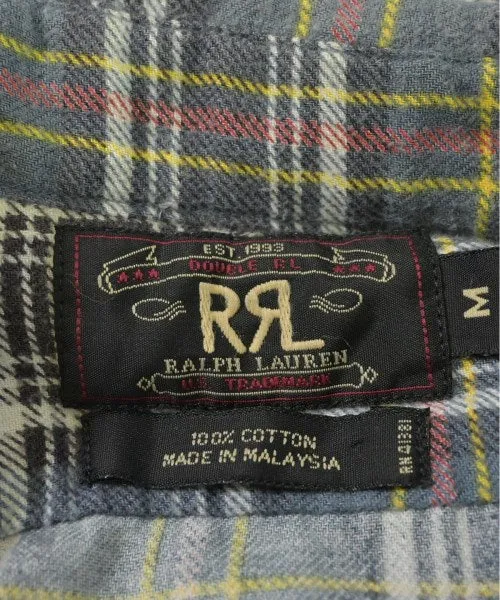 EST 1993
DOUBLE RL
RRL
RALPH LAUREN
U.S. TRADEMARK
M
100% COTTON
MADE IN MALAYSIA
RN 41381